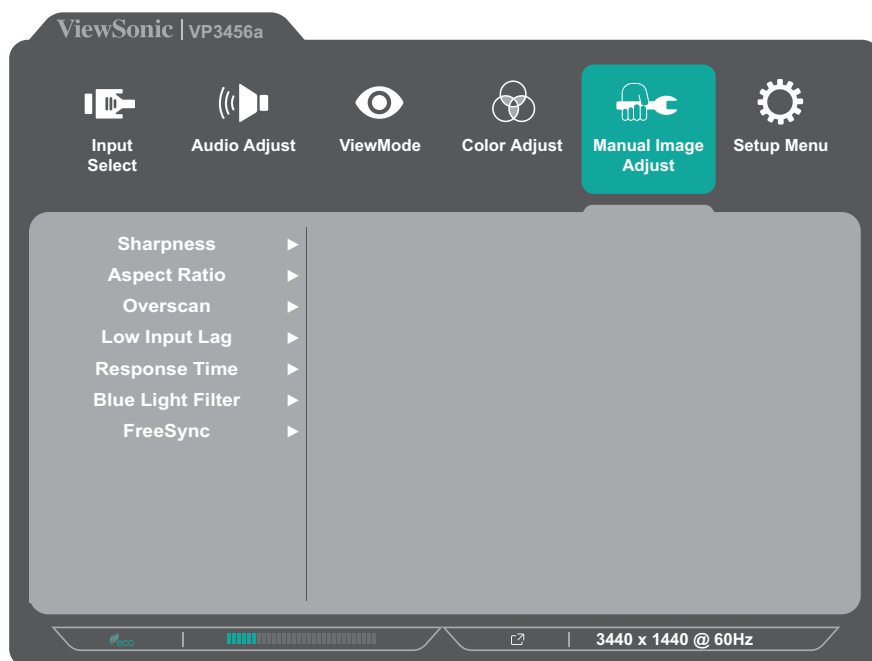 ViewSonic | VP3456a
Input
Select
Audio Adjust
ViewMode
Color Adjust
Manual Image
Adjust
Setup Menu
Sharpness
Aspect Ratio
Overscan
Low Input Lag
Response Time
Blue Light Filter
FreeSync
eco
3440 x 1440 @ 60Hz